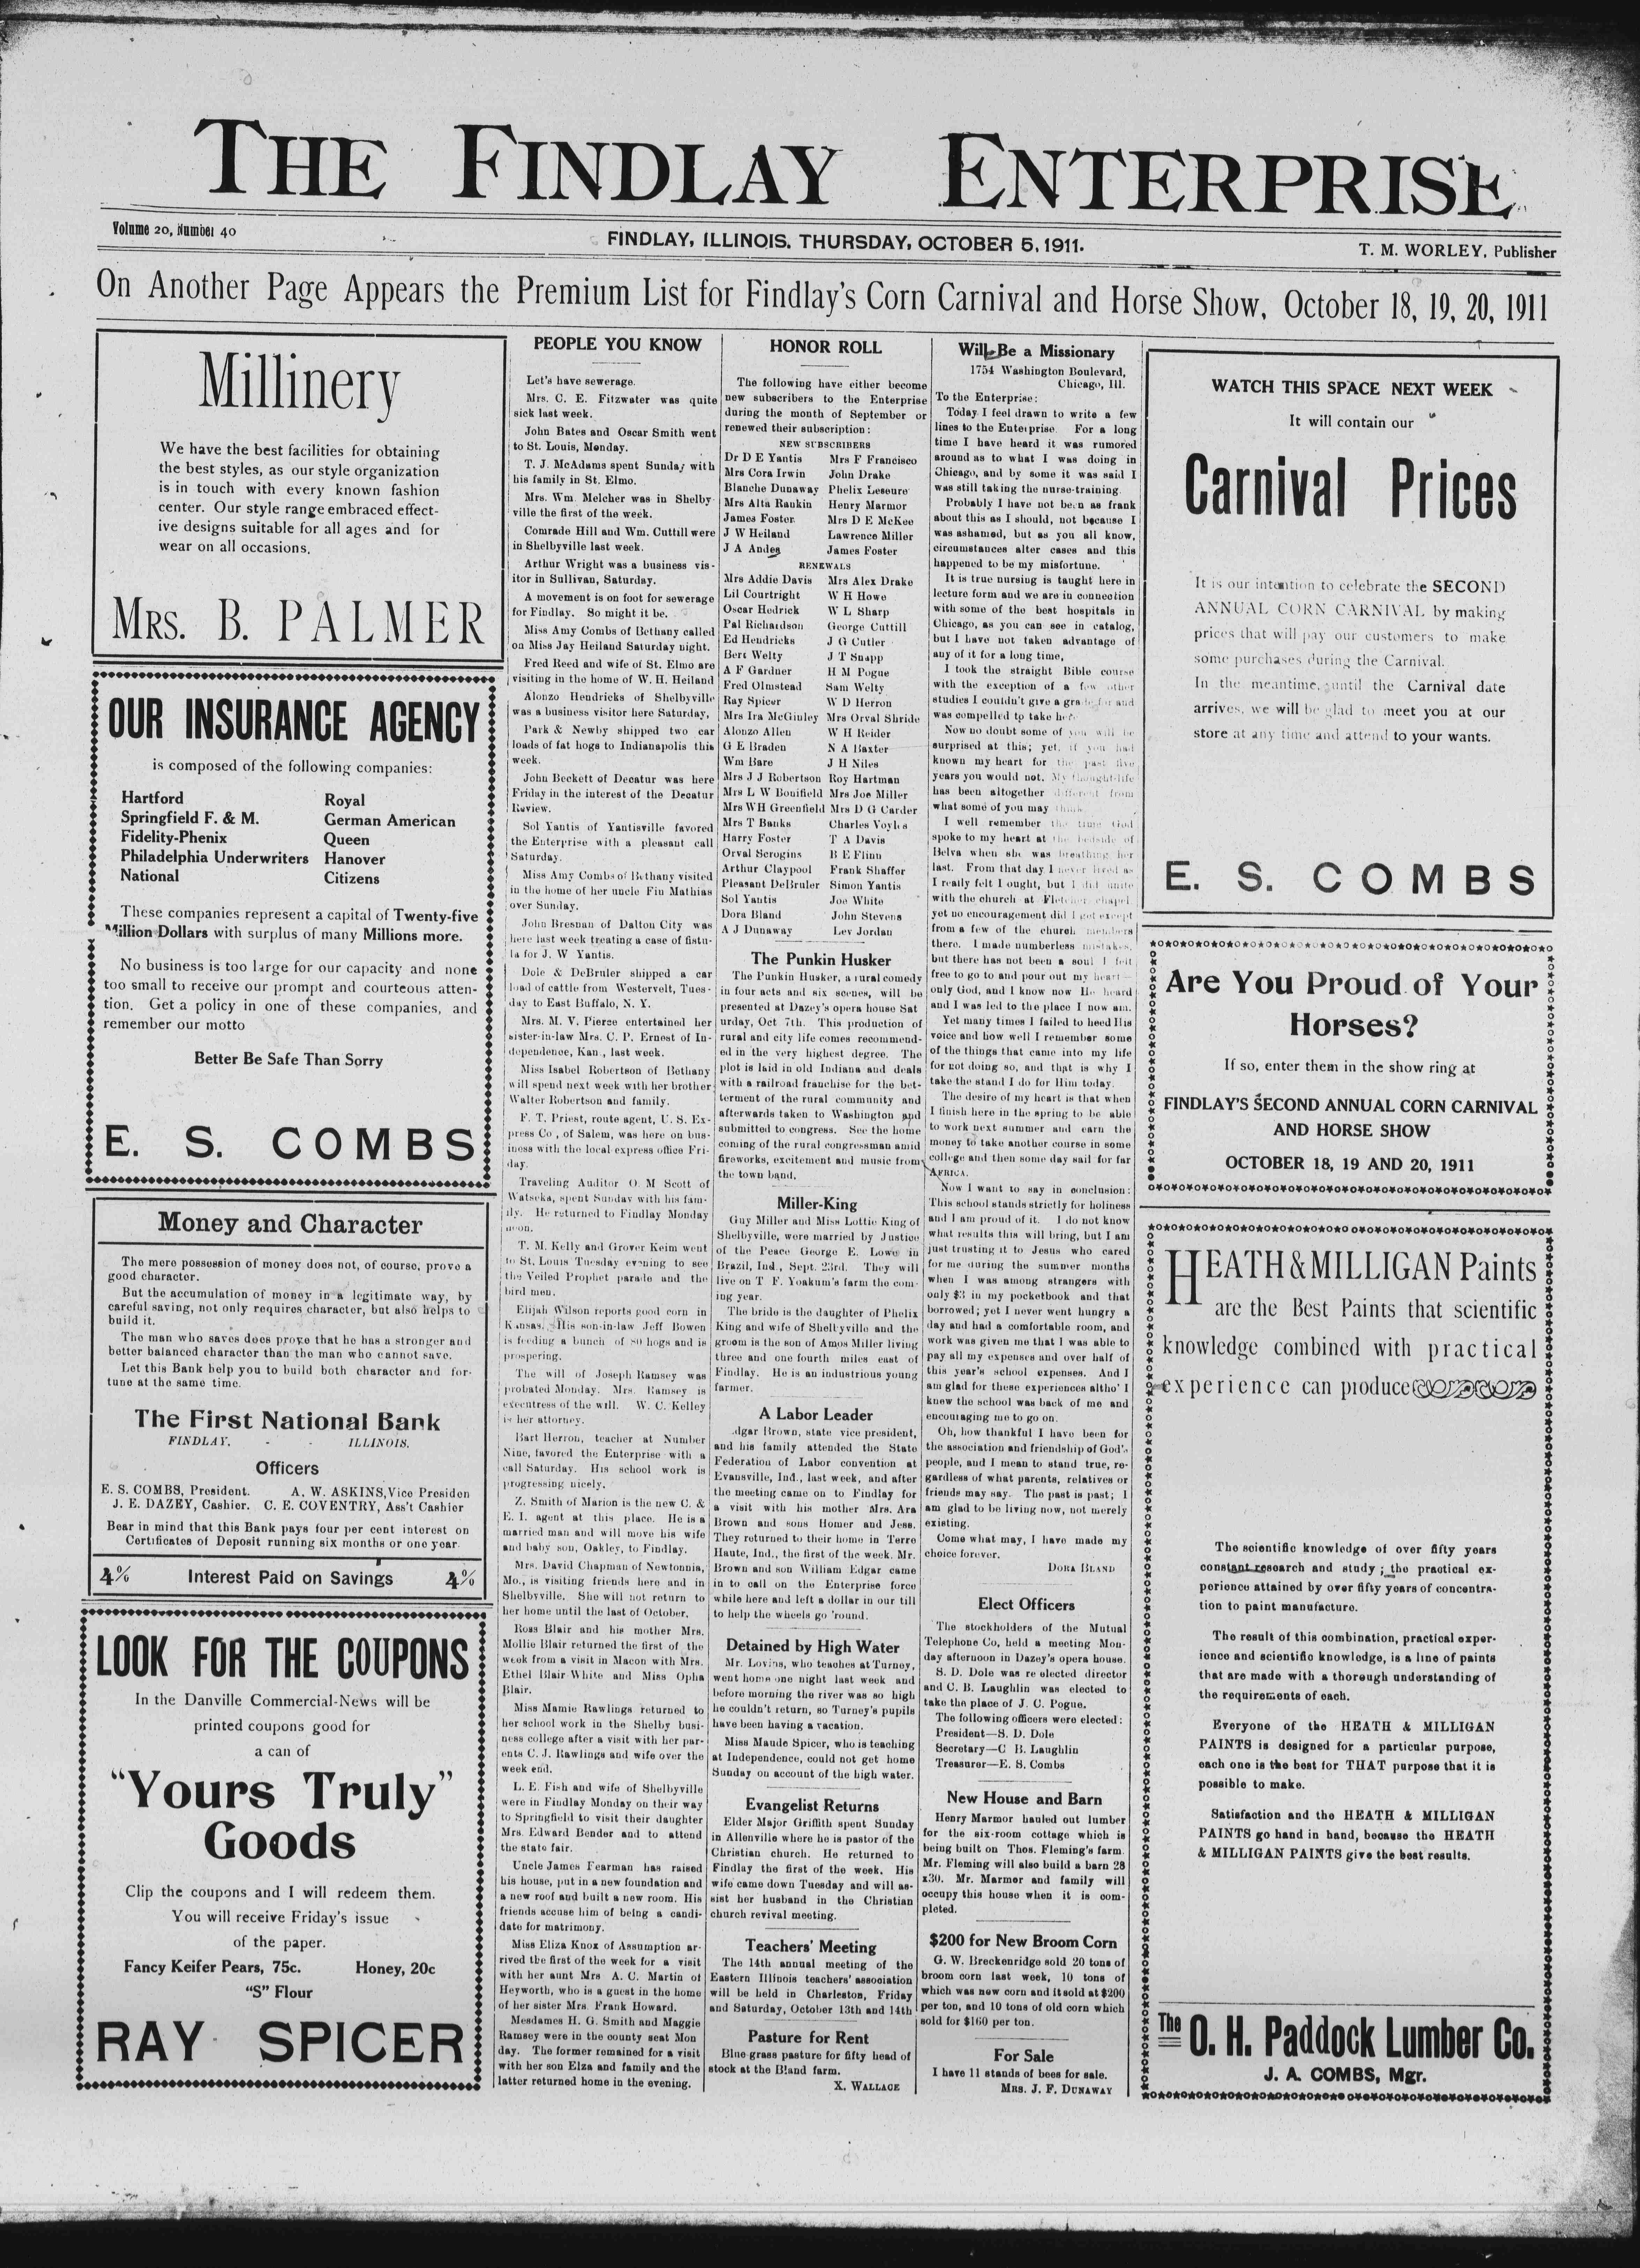 THE FINDLAY ENTERPRISE
Volume 20, Number 40
FINDLAY, ILLINOIS. THURSDAY, OCTOBER 5, 1911.
T. M. WORLEY, Publisher
On Another Page Appears the Premium List for Findlay's Corn Carnival and Horse Show, October 18, 19, 20, 1911
Millinery
We have the best facilities for obtaining
the best styles, as our style organization
is in touch with every known fashion
center. Our style range embraced effect-
ive designs suitable for all ages and for
wear on all occasions.
MRS. B. PALMER
OUR INSURANCE AGENCY
is composed of the following companies:
Hartford Royal
Springfield F. & M. German American
Fidelity-Phenix Queen
Philadelphia Underwriters Hanover
National Citizens
These companies represent a capital of Twenty-five
Million Dollars with surplus of many Millions more.
No business is too large for our capacity and none
too small to receive our prompt and courteous atten-
tion. Get a policy in one of these companies, and
remember our motto
Better Be Safe Than Sorry
E. S. COMBS
Money and Character
The mere possession of money does not, of course, prove a
good character.
But the accumulation of money in a legitimate way, by
careful saving, not only requires character, but also helps to
build it.
The man who saves does prove that he has a stronger and
better balanced character than the man who cannot save.
Let this Bank help you to build both character and for-
tune at the same time.
The First National Bank
FINDLAY, - - ILLINOIS.
Officers
E. S. COMBS, President. A. W. ASKINS, Vice Presiden
J. E. DAZEY, Cashier. C. E. COVENTRY, Ass't Cashier
Bear in mind that this Bank pays four per cent interest on
Certificates of Deposit running six months or one year.
4% Interest Paid on Savings 4%
LOOK FOR THE COUPONS
In the Danville Commercial-News will be
printed coupons good for
a can of
"Yours Truly"
Goods
Clip the coupons and I will redeem them.
You will receive Friday's issue
of the paper.
Fancy Keifer Pears, 75c. Honey, 20c
"S" Flour
RAY SPICER
PEOPLE YOU KNOW
Let's have sewerage.
Mrs. C. E. Fitzwater was quite
sick last week.
John Bates and Oscar Smith went
to St. Louis, Monday.
T. J. McAdams spent Sunday with
his family in St. Elmo.
Mrs. Wm. Melcher was in Shelby-
ville the first of the week.
Comrade Hill and Wm. Cuttill were
in Shelbyville last week.
Arthur Wright was a business vis-
itor in Sullivan, Saturday.
A movement is on foot for sewerage
for Findlay. So might it be.
Miss Amy Combs of Bethany called
on Miss Jay Heiland Saturday night.
Fred Reed and wife of St. Elmo are
visiting in the home of W. H. Heiland
Alonzo Hendricks of Shelbyville
was a business visitor here Saturday.
Park & Newby shipped two car
loads of fat hogs to Indianapolis this
week.
John Beckett of Decatur was here
Friday in the interest of the Decatur
Review.
Sol Yantis of Yantisville favored
the Enterprise with a pleasant call
Saturday.
Miss Amy Combs of Bethany visited
in the home of her uncle Fin Mathias
over Sunday.
John Bresnan of Dalton City was
here last week treating a case of fistu-
la for J. W Yantis.
Dole & DeBruler shipped a car
load of cattle from Westervelt, Tues-
day to East Buffalo, N. Y.
Mrs. M. V. Pierce entertained her
sister-in-law Mrs. C. P. Ernest of In-
dependence, Kan., last week.
Miss Isabel Robertson of Bethany
will spend next week with her brother
Walter Robertson and family.
F. T. Priest, route agent, U. S. Ex-
press Co, of Salem, was here on bus-
iness with the local express office Fri-
day.
Traveling Auditor O. M Scott of
Watseka, spent Sunday with his fam-
ily. He returned to Findlay Monday
noon.
T. M. Kelly and Grover Keim went
to St. Louis Tuesday evening to see
the Veiled Prophet parade and the
bird men.
Elijah Wilson reports good corn in
Kansas. His son-in-law Jeff Bowen
is feeding a bunch of 80 hogs and is
prospering.
The will of Joseph Ramsey was
probated Monday. Mrs. Ramsey is
executress of the will. W. C. Kelley
is her attorney.
Bart Herron, teacher at Number
Nine, favored the Enterprise with a
call Saturday. His school work is
progressing nicely.
Z. Smith of Marion is the new C. &
E. I. agent at this place. He is a
married man and will move his wife
and baby son, Oakley, to Findlay.
Mrs. David Chapman of Newtonia,
Mo., is visiting friends here and in
Shelbyville. She will not return to
her home until the last of October.
Ross Blair and his mother Mrs.
Mollie Blair returned the first of the
week from a visit in Macon with Mrs.
Ethel Blair White and Miss Opha
Blair.
Miss Mamie Rawlings returned to
her school work in the Shelby busi-
ness college after a visit with her par-
ents C. J. Rawlings and wife over the
week end.
L. E. Fish and wife of Shelbyville
were in Findlay Monday on their way
to Springfield to visit their daughter
Mrs. Edward Bender and to attend
the state fair.
Uncle James Fearman has raised
his house, put in a new foundation and
a new roof and built a new room. His
friends accuse him of being a candi-
date for matrimony.
Miss Eliza Knox of Assumption ar-
rived the first of the week for a visit
with her aunt Mrs A. C. Martin of
Heyworth, who is a guest in the home
of her sister Mrs. Frank Howard.
Mesdames H. G. Smith and Maggie
Ramsey were in the county seat Mon
day. The former remained for a visit
with her son Elza and family and the
latter returned home in the evening.
HONOR ROLL
The following have either become
new subscribers to the Enterprise
during the month of September or
renewed their subscription:
NEW SUBSCRIBERS
Dr D E Yantis Mrs F Francisco
Mrs Cora Irwin John Drake
Blanche Dunaway Phelix Lesoure
Mrs Alta Rankin Henry Marmor
James Foster Mrs D E McKee
J W Heiland Lawrence Miller
J A Andes James Foster
RENEWALS
Mrs Addie Davis Mrs Alex Drake
Lil Courtright W H Howe
Oscar Hedrick W L Sharp
Pal Richardson George Cuttill
Ed Hendricks J G Cutler
Bert Welty J T Snapp
A F Gardner H M Pogue
Fred Olmstead Sam Welty
Ray Spicer W D Herron
Mrs Ira McGinley Mrs Orval Shride
Alonzo Allen W H Reider
G E Braden N A Baxter
Wm Bare J H Niles
Mrs J J Robertson Roy Hartman
Mrs L W Bonifield Mrs Joe Miller
Mrs W H Greenfield Mrs D G Carder
Mrs T Banks Charles Voyles
Harry Foster T A Davis
Orval Scrogins B E Flinn
Arthur Claypool Frank Shaffer
Pleasant DeBruler Simon Yantis
Sol Yantis Joe White
Dora Bland John Stevens
A J Dunaway Lev Jordan
The Punkin Husker
The Punkin Husker, a rural comedy
in four acts and six scenes, will be
presented at Dazey's opera house Sat
urday, Oct 7th. This production of
rural and city life comes recommend-
ed in the very highest degree. The
plot is laid in old Indiana and deals
with a railroad franchise for the bet-
terment of the rural community and
afterwards taken to Washington and
submitted to congress. See the home
coming of the rural congressman amid
fireworks, excitement and music from
the town band.
Miller-King
Guy Miller and Miss Lottie King of
Shelbyville, were married by Justice
of the Peace George E. Lowe in
Brazil, Ind., Sept. 23rd. They will
live on T F. Yoakum's farm the com-
ing year.
The bride is the daughter of Phelix
King and wife of Shelbyville and the
groom is the son of Amos Miller living
three and one fourth miles east of
Findlay. He is an industrious young
farmer.
A Labor Leader
dgar Brown, state vice president,
and his family attended the State
Federation of Labor convention at
Evansville, Ind., last week, and after
the meeting came on to Findlay for
a visit with his mother Mrs. Ara
Brown and sons Homer and Jess.
They returned to their home in Terre
Haute, Ind., the first of the week. Mr.
Brown and son William Edgar came
in to call on the Enterprise force
while here and left a dollar in our till
to help the wheels go 'round.
Detained by High Water
Mr. Lovins, who teaches at Turney,
went home one night last week and
before morning the river was so high
he couldn't return, so Turney's pupils
have been having a vacation.
Miss Maude Spicer, who is teaching
at Independence, could not get home
Sunday on account of the high water.
Evangelist Returns
Elder Major Griffith spent Sunday
in Allenville where he is pastor of the
Christian church. He returned to
Findlay the first of the week. His
wife came down Tuesday and will as-
sist her husband in the Christian
church revival meeting.
Teachers' Meeting
The 14th annual meeting of the
Eastern Illinois teachers' association
will be held in Charleston, Friday
and Saturday, October 13th and 14th
Pasture for Rent
Blue grass pasture for fifty head of
stock at the Bland farm.
X. WALLACE
Will Be a Missionary
1754 Washington Boulevard,
Chicago, Ill.
To the Enterprise:
Today I feel drawn to write a few
lines to the Enterprise. For a long
time I have heard it was rumored
around as to what I was doing in
Chicago, and by some it was said I
was still taking the nurse-training.
Probably I have not been as frank
about this as I should, not because I
was ashamed, but as you all know,
circumstances alter cases and this
happened to be my misfortune.
It is true nursing is taught here in
lecture form and we are in connection
with some of the best hospitals in
Chicago, as you can see in catalog,
but I have not taken advantage of
any of it for a long time.
I took the straight Bible course
with the exception of a few other
studies I couldn't give a grade for and
was compelled to take here.
Now no doubt some of you will be
surprised at this; yet, if you had
known my heart for the past five
years you would not. My thought-life
has been altogether different from
what some of you may think.
I well remember the time God
spoke to my heart at the bedside of
Belva when she was breathing her
last. From that day I never lived as
I really felt I ought, but I did unite
with the church at Fletcher chapel
yet no encouragement did I get except
from a few of the church members
there. I made numberless mistakes,
but there has not been a soul I felt
free to go to and pour out my heart—
only God, and I know now He heard
and I was led to the place I now am.
Yet many times I failed to heed His
voice and how well I remember some
of the things that came into my life
for not doing so, and that is why I
take the stand I do for Him today.
The desire of my heart is that when
I finish here in the spring to be able
to work next summer and earn the
money to take another course in some
college and then some day sail for far
AFRICA.
Now I want to say in conclusion:
This school stands strictly for holiness
and I am proud of it. I do not know
what results this will bring, but I am
just trusting it to Jesus who cared
for me during the summer months
when I was among strangers with
only $3 in my pocketbook and that
borrowed; yet I never went hungry a
day and had a comfortable room, and
work was given me that I was able to
pay all my expenses and over half of
this year's school expenses. And I
am glad for these experiences altho' I
knew the school was back of me and
encouraging me to go on.
Oh, how thankful I have been for
the association and friendship of God's
people, and I mean to stand true, re-
gardless of what parents, relatives or
friends may say. The past is past; I
am glad to be living now, not merely
existing.
Come what may, I have made my
choice forever.
DORA BLAND
Elect Officers
The stockholders of the Mutual
Telephone Co, held a meeting Mon-
day afternoon in Dazey's opera house.
S. D. Dole was re elected director
and C. B. Laughlin was elected to
take the place of J. C. Pogue.
The following officers were elected:
President—S. D. Dole
Secretary—C B. Laughlin
Treasurer—E. S. Combs
New House and Barn
Henry Marmor hauled out lumber
for the six-room cottage which is
being built on Thos. Fleming's farm.
Mr. Fleming will also build a barn 28
x30. Mr. Marmor and family will
occupy this house when it is com-
pleted.
$200 for New Broom Corn
G. W. Breckenridge sold 20 tons of
broom corn last week, 10 tons of
which was new corn and it sold at $200
per ton, and 10 tons of old corn which
sold for $160 per ton.
For Sale
I have 11 stands of bees for sale.
MRS. J. F. DUNAWAY
WATCH THIS SPACE NEXT WEEK
It will contain our
Carnival Prices
It is our intention to celebrate the SECOND
ANNUAL CORN CARNIVAL by making
prices that will pay our customers to make
some purchases during the Carnival.
In the meantime, until the Carnival date
arrives, we will be glad to meet you at our
store at any time and attend to your wants.
E. S. COMBS
Are You Proud of Your
Horses?
If so, enter them in the show ring at
FINDLAY'S SECOND ANNUAL CORN CARNIVAL
AND HORSE SHOW
OCTOBER 18, 19 AND 20, 1911
HEATH & MILLIGAN Paints
are the Best Paints that scientific
knowledge combined with practical
experience can produce
The scientific knowledge of over fifty years
constant research and study; the practical ex-
perience attained by over fifty years of concentra-
tion to paint manufacture.
The result of this combination, practical exper-
ience and scientific knowledge, is a line of paints
that are made with a thorough understanding of
the requirements of each.
Everyone of the HEATH & MILLIGAN
PAINTS is designed for a particular purpose,
each one is the best for THAT purpose that it is
possible to make.
Satisfaction and the HEATH & MILLIGAN
PAINTS go hand in hand, because the HEATH
& MILLIGAN PAINTS give the best results.
The O. H. Paddock Lumber Co.
J. A. COMBS, Mgr.